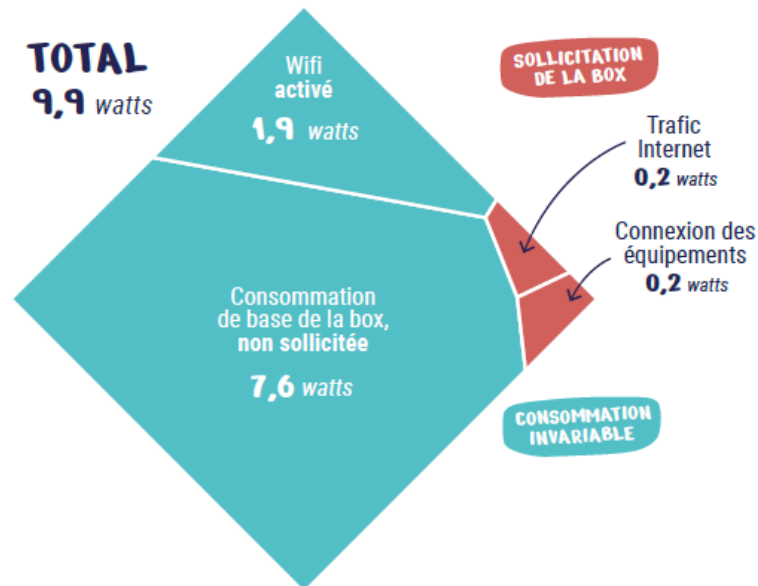 TOTAL
9,9 watts
Wifi
activé
1,9 watts
SOLLICITATION
DE LA BOX
Trafic
Internet
0,2 watts
Connexion des
équipements
0,2 watts
Consommation
de base de la box,
non sollicitée
7,6 watts
CONSOMMATION
INVARIABLE